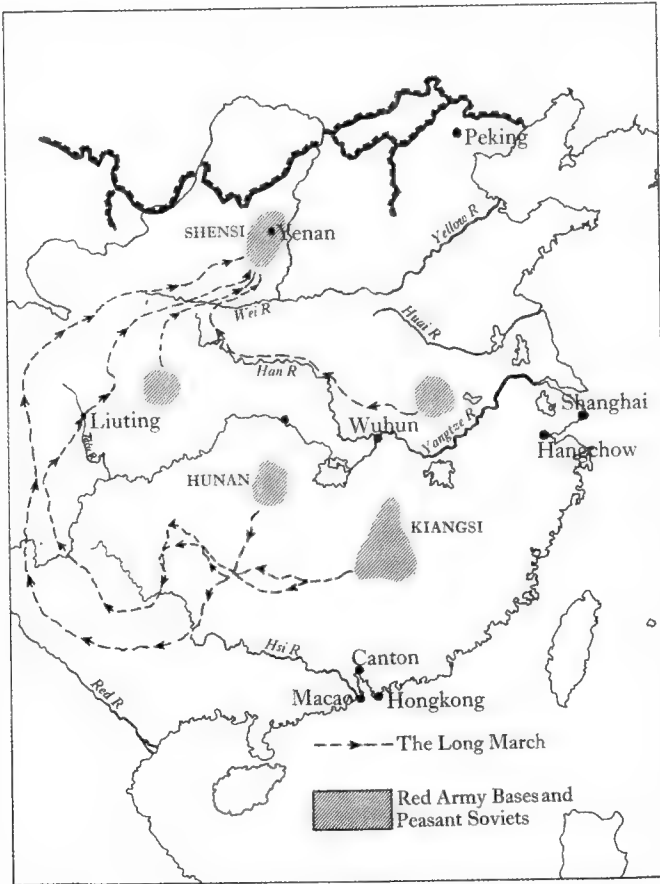 Peking
SHENSI
Yenan
Yellow R
Wei R
Huai R
Han R
Liuting
Wuhun
Yangtze R
Shanghai
Hangchow
HUNAN
KIANGSI
Hsi R
Canton
Red R
Macao
Hongkong
The Long March
Red Army Bases and
Peasant Soviets